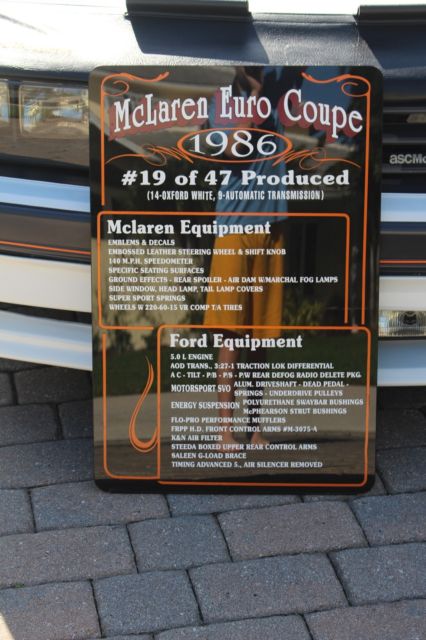 McLaren Euro Coupe
1986
#19 of 47 Produced
(14-OXFORD WHITE, 9-AUTOMATIC TRANSMISSION)
Mclaren Equipment
EMBLEMS & DECALS
EMBOSSED LEATHER STEERING WHEEL & SHIFT KNOB
140 M.P.H. SPEEDOMETER
SPECIFIC SEATING SURFACES
GROUND EFFECTS - REAR SPOILER - AIR DAM W/MARCHAL FOG LAMPS
SIDE WINDOW, HEAD LAMP, TAIL LAMP COVERS
SUPER SPORT SPRINGS
WHEELS W 220-60-15 VR COMP T/A TIRES
Ford Equipment
5.0 L ENGINE
AOD TRANS., 3:27-1 TRACTION LOK DIFFERENTIAL
A C - TILT - P/B - P/S - P/W REAR DEFOG RADIO DELETE PKG
MOTORSPORT SVO ALUM. DRIVESHAFT - DEAD PEDAL -
SPRINGS - UNDERDRIVE PULLEYS
ENERGY SUSPENSION POLYURETHANE SWAYBAR BUSHINGS
McPHEARSON STRUT BUSHINGS
FLO-PRO PERFORMANCE MUFFLERS
FRPP H.D. FRONT CONTROL ARMS #M-3075-A
K&N AIR FILTER
STEEDA BOXED UPPER REAR CONTROL ARMS
SALEEN G-LOAD BRACE
TIMING ADVANCED 5., AIR SILENCER REMOVED
ASCM